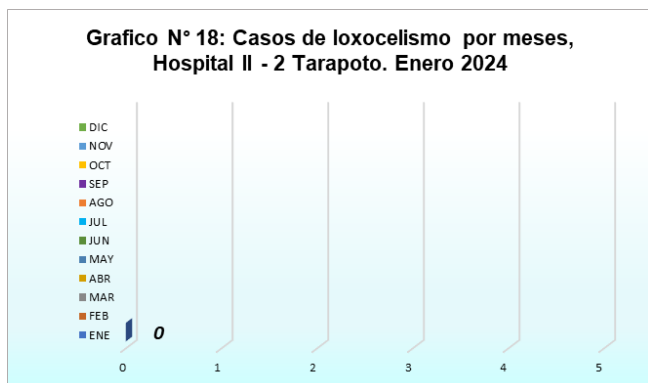 Grafico N° 18: Casos de loxocelismo por meses,
Hospital II - 2 Tarapoto. Enero 2024
DIC
NOV
OCT
SEP
AGO
JUL
JUN
MAY
ABR
MAR
FEB
ENE
0
0 1 2 3 4 5